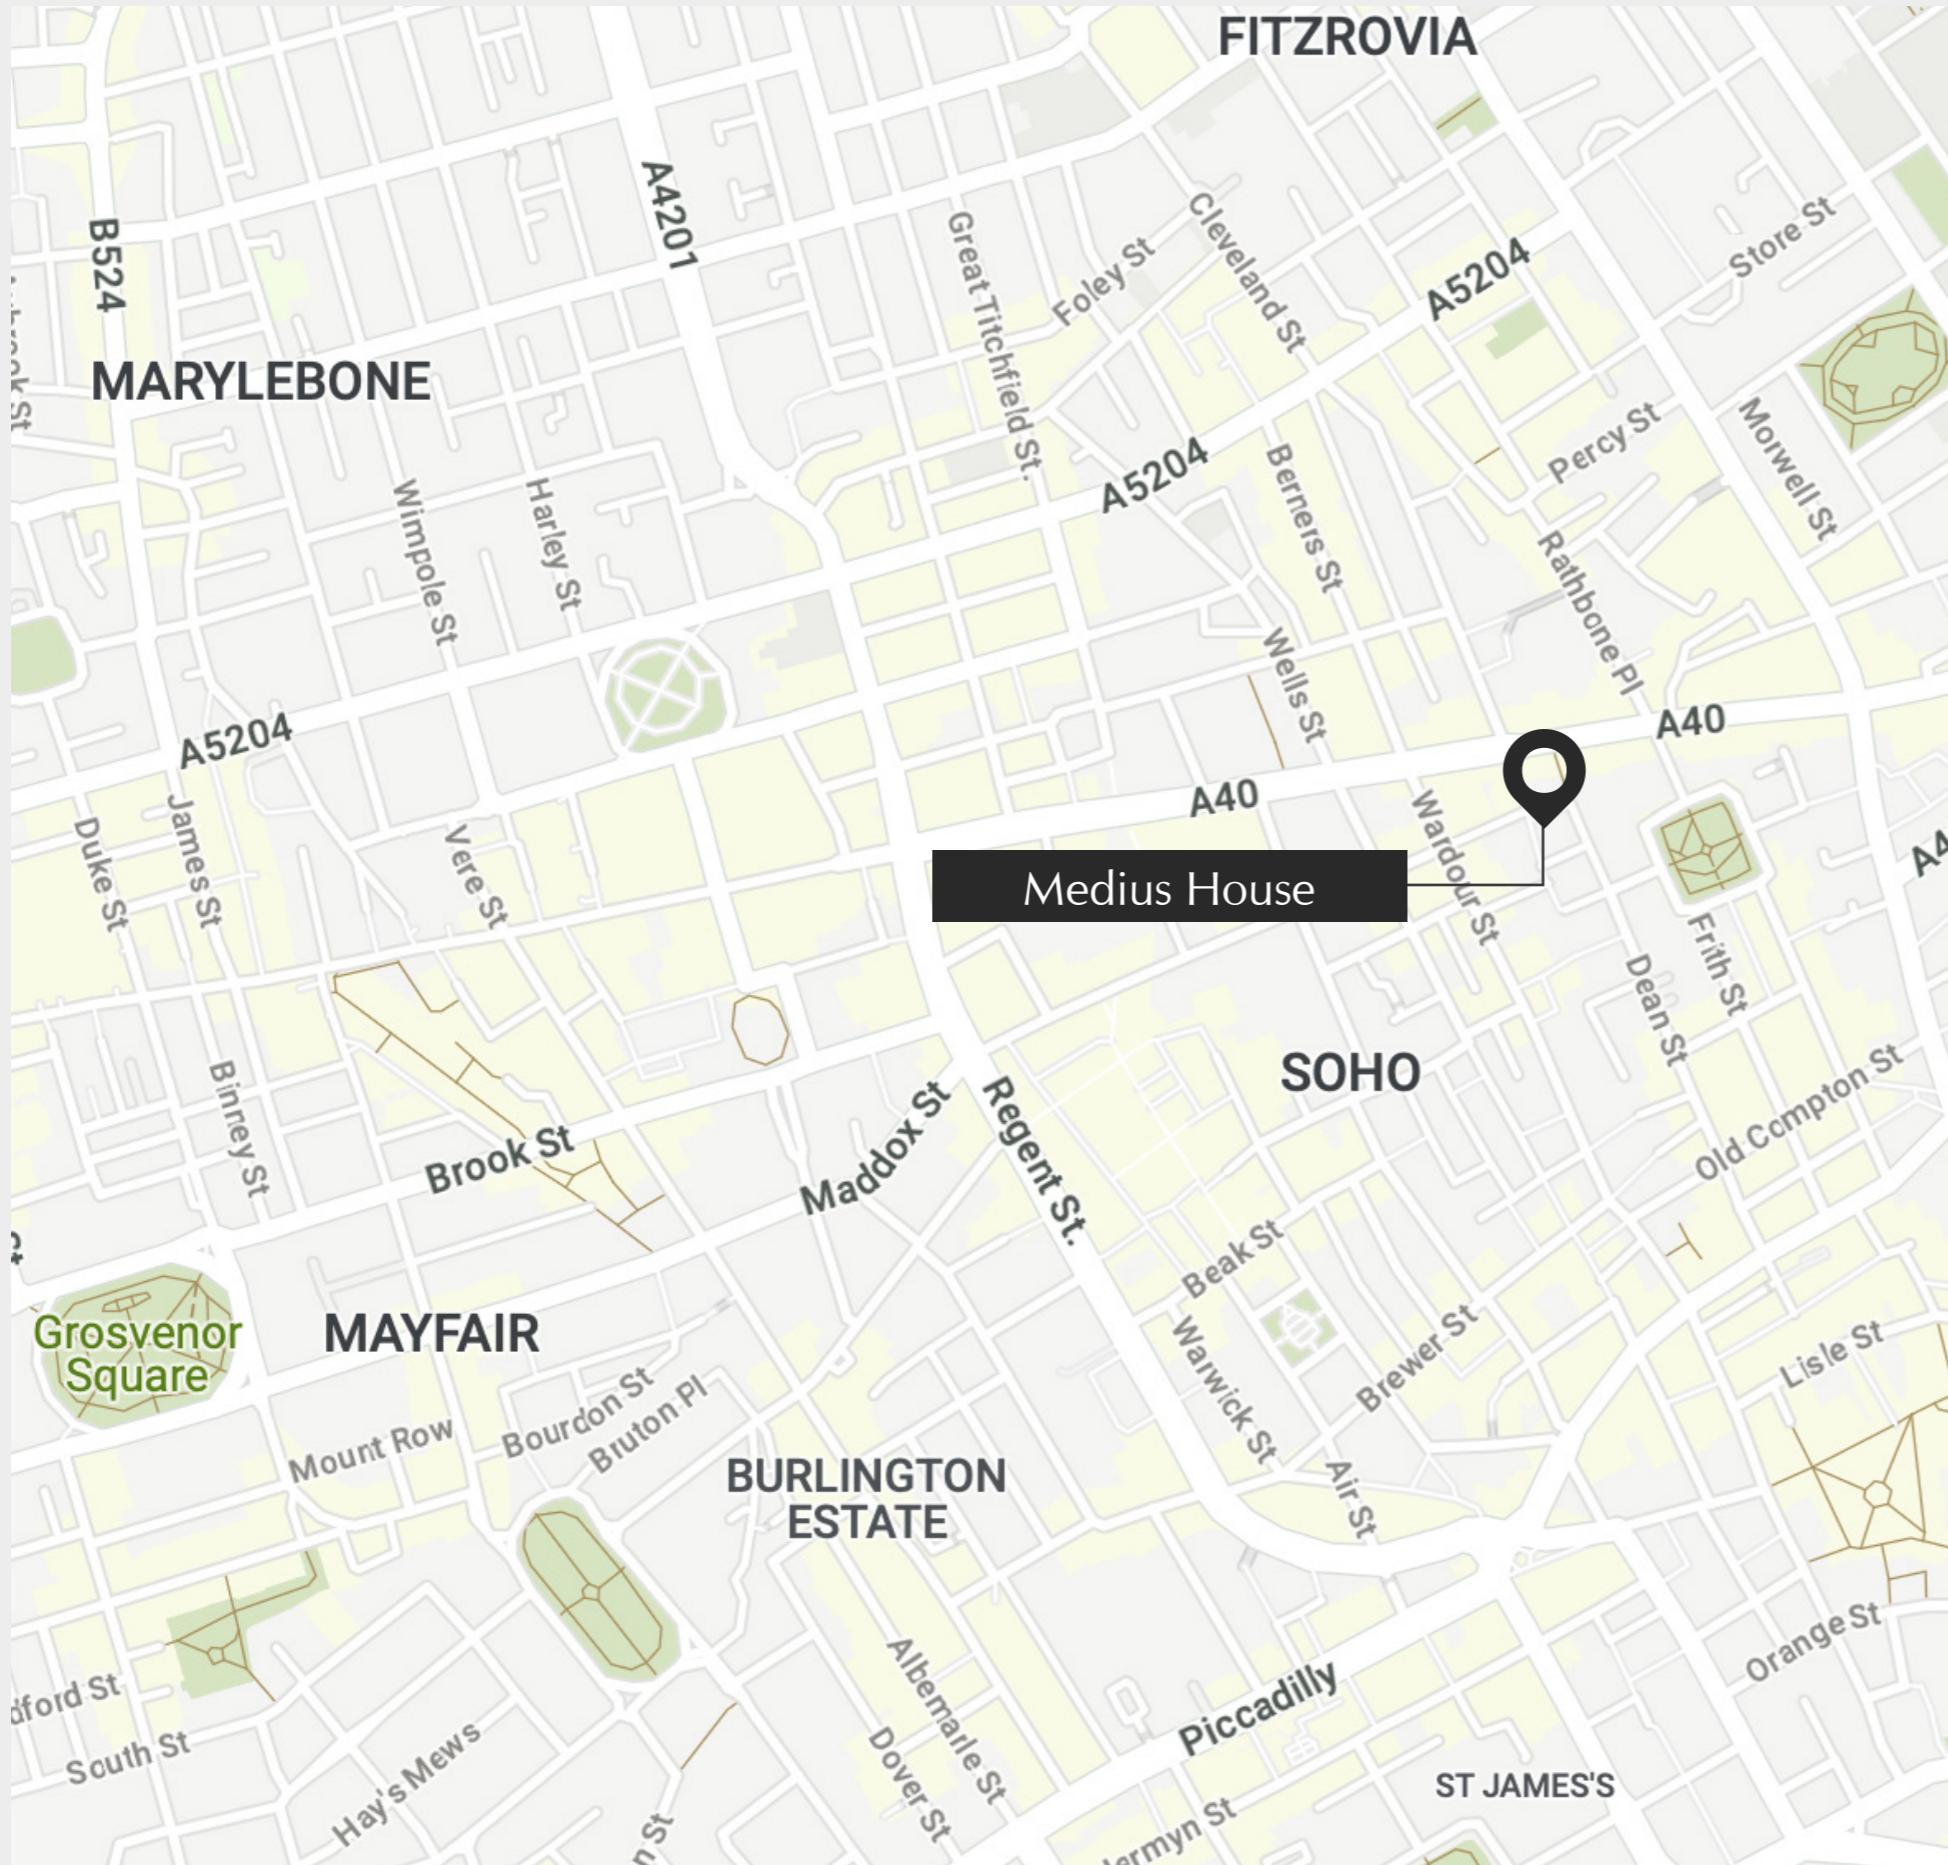 FITZROVIA
A4201
B524
Great Titchfield St.
Foley St
Cleveland St
A5204
Store St
MARYLEBONE
Percy St
Morwell St
A5204
Wimpole St
Harley St
Berners St
Rathbone Pl
Wells St
A5204
A40
A40
Duke St
James St
Vere St
Wardour St
Medius House
Frith St
Dean St
Binney St
Brook St
Maddox St
Regent St.
SOHO
Old Compton St
Beak St
Grosvenor
Square
MAYFAIR
Warwick St
Brewer St
Lisle St
Mount Row
Bourdon St
Bruton Pl
BURLINGTON
ESTATE
Air St
Orange St
South St
Hay's Mews
Albemarle St
Dover St
Piccadilly
ST JAMES'S